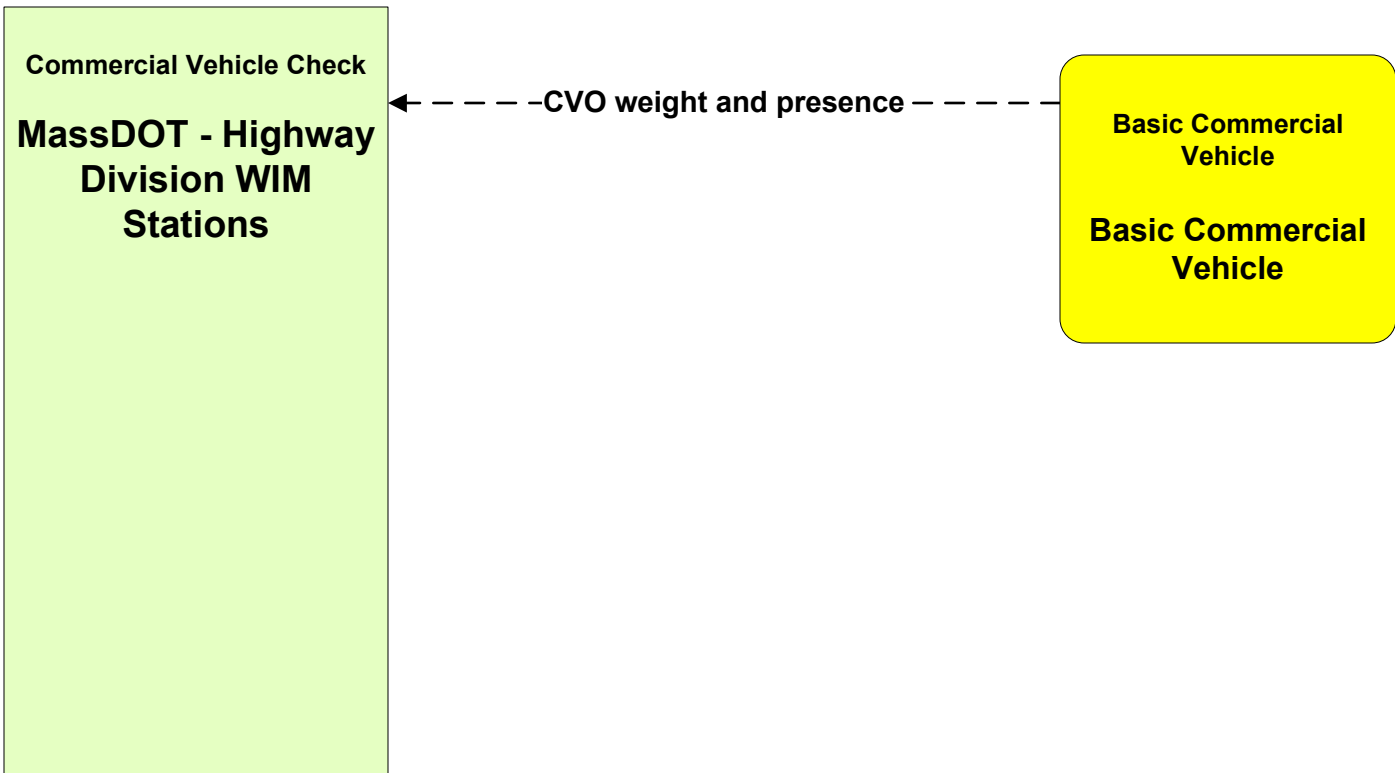 Commercial Vehicle Check
MassDOT - Highway
Division WIM
Stations
CVO weight and presence
Basic Commercial
Vehicle
Basic Commercial
Vehicle